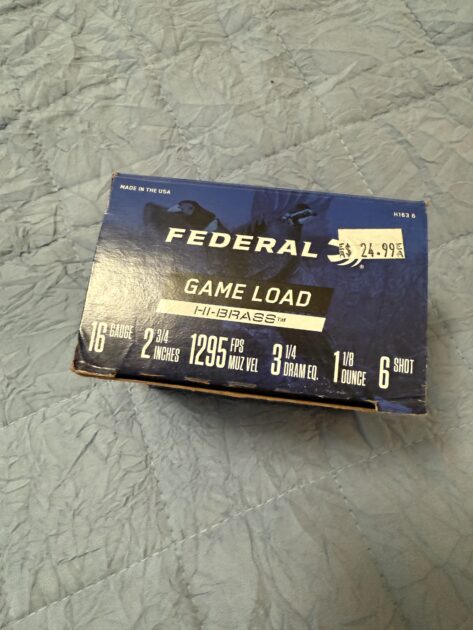 MADE IN THE USA
H163 6
FEDERAL
$ 24.99
®
GAME LOAD
HI-BRASS™
16 GAUGE
2 3/4 INCHES
1295 FPS MUZ VEL
3 1/4 DRAM EQ.
1 1/8 OUNCE
6 SHOT